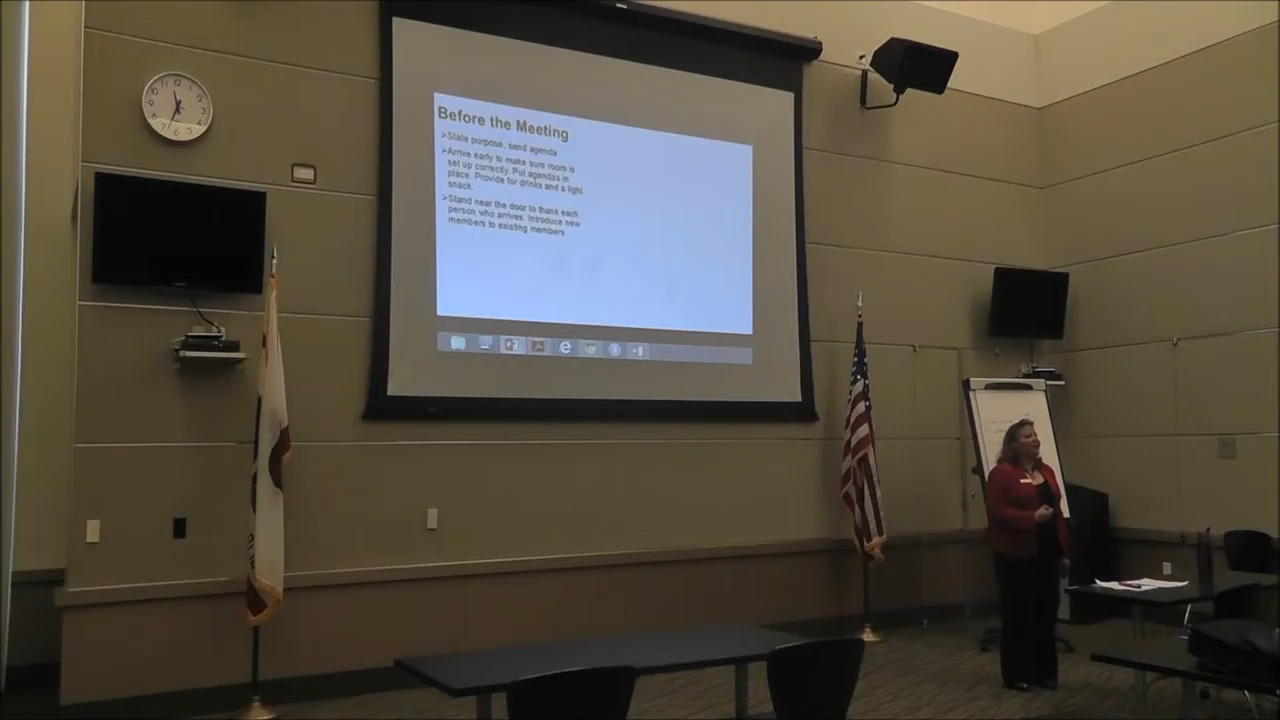 Before the Meeting
➢State purpose, send agenda
➢Arrive early to make sure room is
set up correctly. Put agendas in
place. Provide for drinks and a light
snack.
➢Stand near the door to thank each
person who arrives. Introduce new
members to existing members